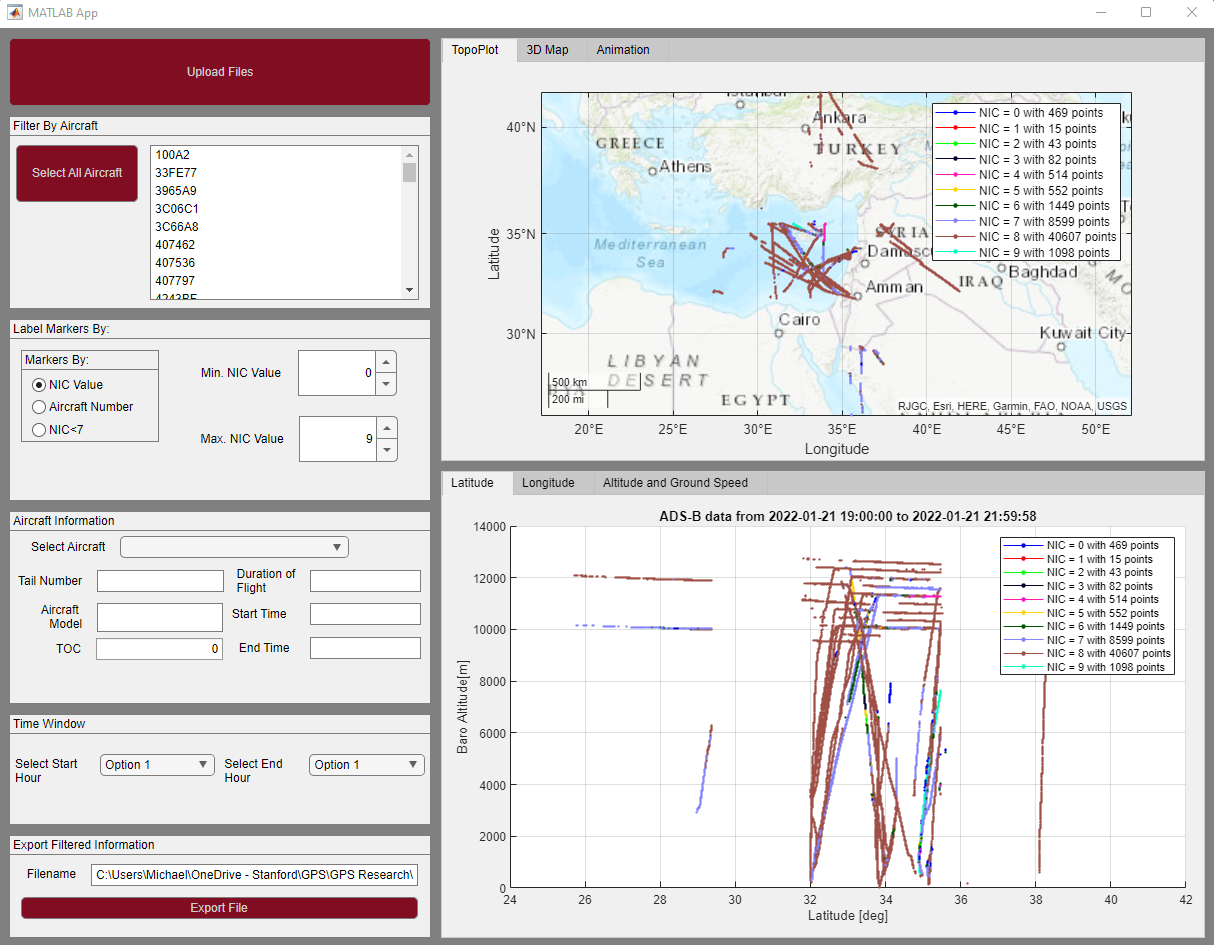 MATLAB App
Upload Files
Filter By Aircraft
Select All Aircraft
100A2
33FE77
3965A9
3C06C1
3C66A8
407462
407536
407797
Label Markers By:
Markers By:
NIC Value
Aircraft Number
NIC<7
Min. NIC Value
0
Max. NIC Value
9
Aircraft Information
Select Aircraft
Tail Number
Duration of
Flight
Aircraft
Model
Start Time
TOC
0
End Time
Time Window
Select Start
Hour
Option 1
Select End
Hour
Option 1
Export Filtered Information
Filename
C:\Users\Michael\OneDrive - Stanford\GPS\GPS Research\
Export File
TopoPlot
3D Map
Animation
40°N
35°N
30°N
Latitude
Istanbul
Ankara
GREECE
TURKEY
Athens
Mediterranean
Sea
SYRIA
Damasc
Baghdad
IRAQ
Amman
Cairo
Kuwait City
LIBYAN
DESERT
EGYPT
500 km
200 mi
RJGC, Esri, HERE, Garmin, FAO, NOAA, USGS
NIC = 0 with 469 points
NIC = 1 with 15 points
NIC = 2 with 43 points
NIC = 3 with 82 points
NIC = 4 with 514 points
NIC = 5 with 552 points
NIC = 6 with 1449 points
NIC = 7 with 8599 points
NIC = 8 with 40607 points
NIC = 9 with 1098 points
20°E
25°E
30°E
35°E
40°E
45°E
50°E
Longitude
Latitude
Longitude
Altitude and Ground Speed
ADS-B data from 2022-01-21 19:00:00 to 2022-01-21 21:59:58
14000
12000
10000
8000
6000
4000
2000
0
Baro Altitude[m]
NIC = 0 with 469 points
NIC = 1 with 15 points
NIC = 2 with 43 points
NIC = 3 with 82 points
NIC = 4 with 514 points
NIC = 5 with 552 points
NIC = 6 with 1449 points
NIC = 7 with 8599 points
NIC = 8 with 40607 points
NIC = 9 with 1098 points
24
26
28
30
32
34
36
38
40
42
Latitude [deg]